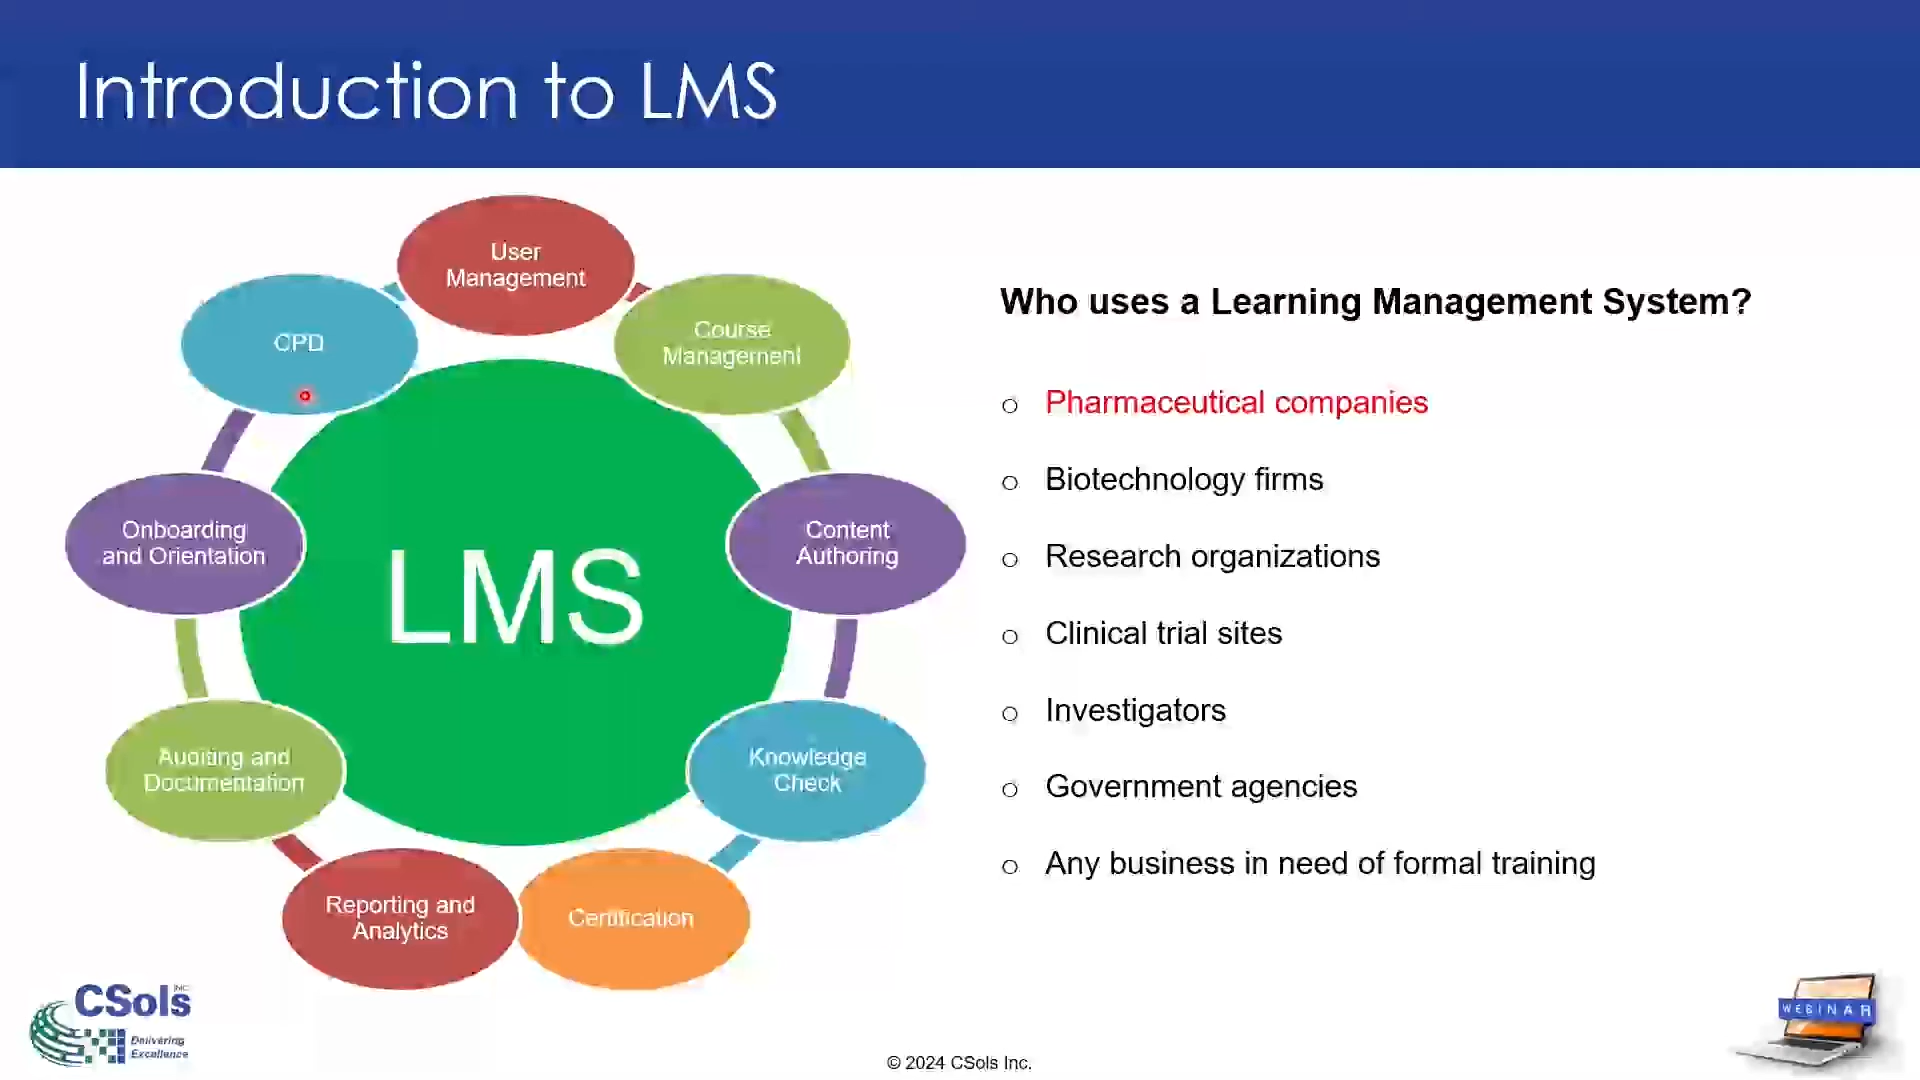 Introduction to LMS
User
Management
Course
Management
Content
Authoring
Knowledge
Check
Certification
Reporting and
Analytics
Auditing and
Documentation
Onboarding
and Orientation
CPD
LMS
Who uses a Learning Management System?
Pharmaceutical companies
Biotechnology firms
Research organizations
Clinical trial sites
Investigators
Government agencies
Any business in need of formal training
CSols INC.
Delivering
Excellence
© 2024 CSols Inc.
WEBINAR